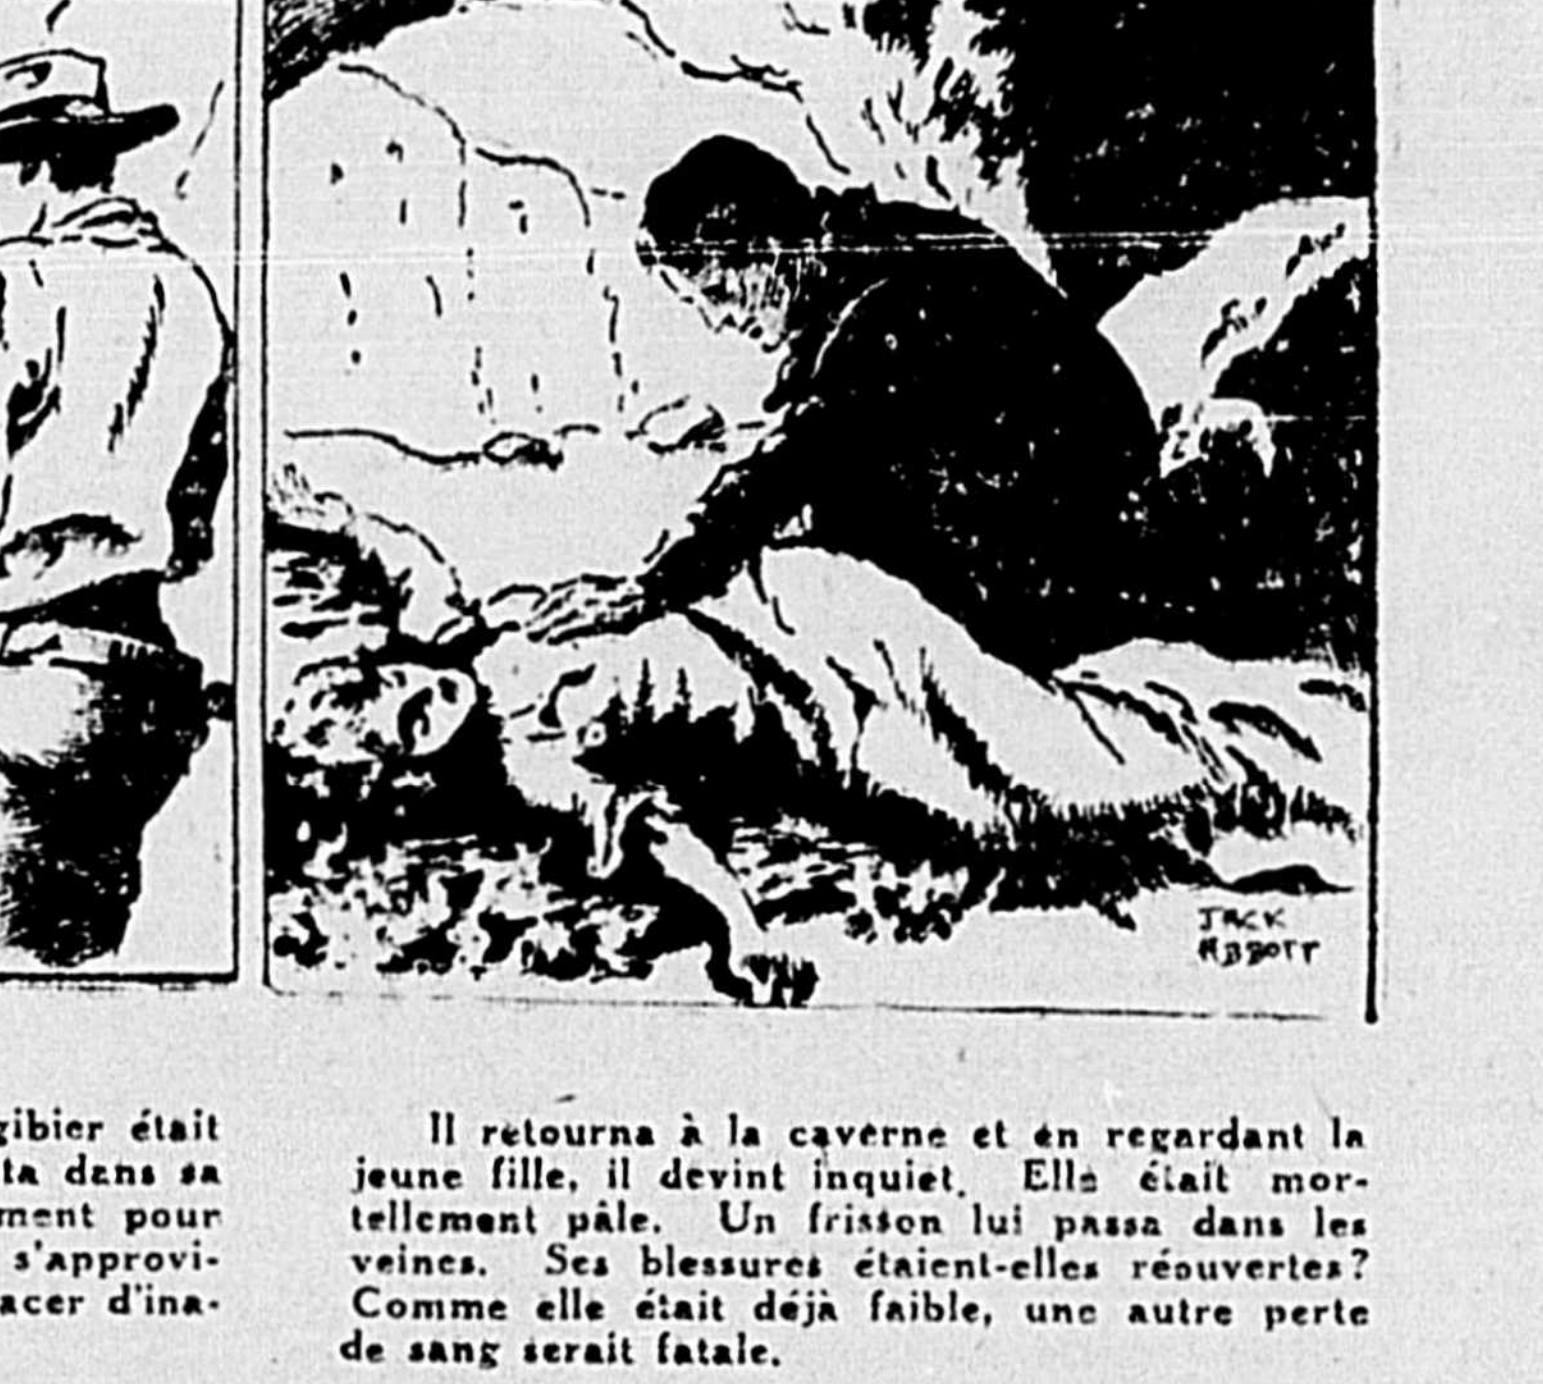 JACK
ABBOTT
gibier était
ta dans sa
ment pour
s'approvi-
acer d'ina-
Il retourna à la caverne et en regardant la
jeune fille, il devint inquiet. Elle était mor-
tellement pâle. Un frisson lui passa dans les
veines. Ses blessures étaient-elles réouvertes?
Comme elle était déjà faible, une autre perte
de sang serait fatale.